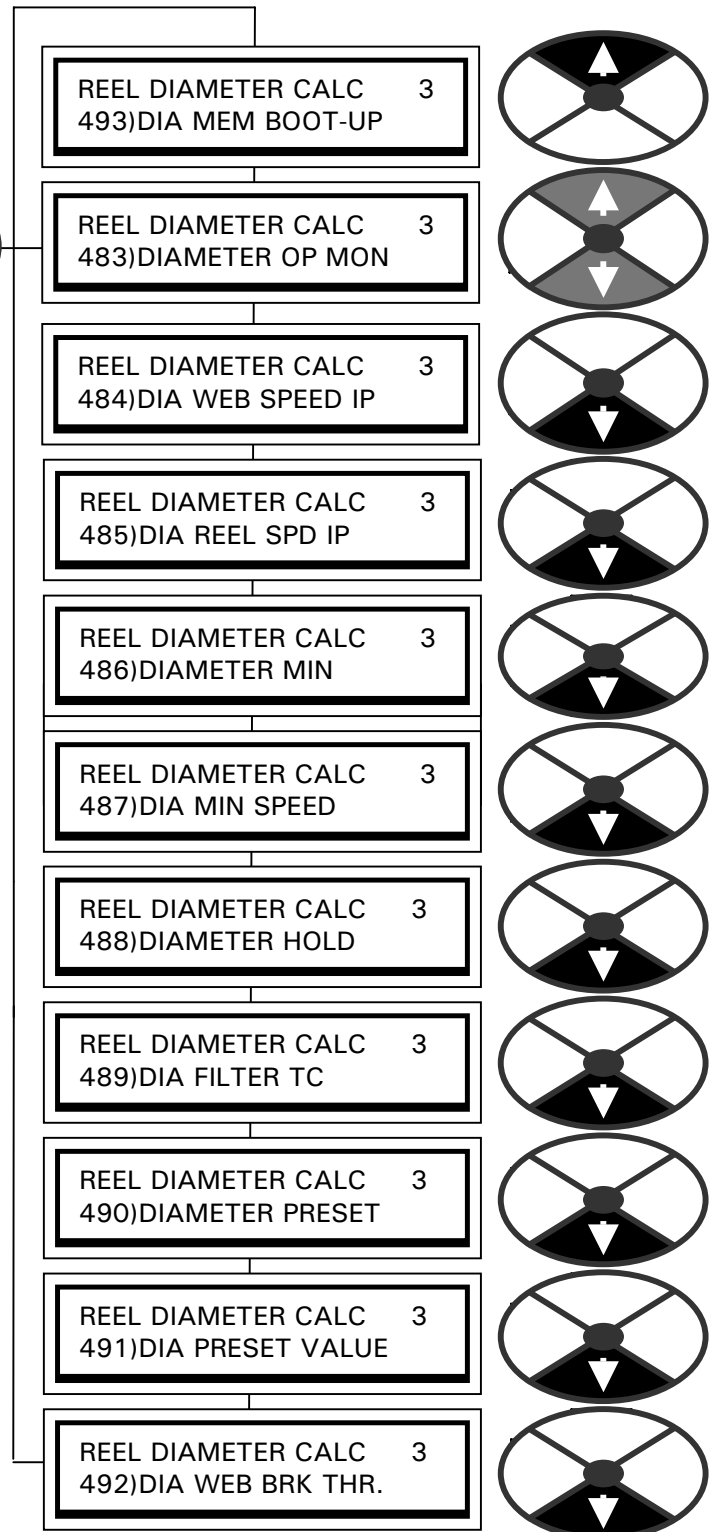 REEL DIAMETER CALC 3
493)DIA MEM BOOT-UP
REEL DIAMETER CALC 3
483)DIAMETER OP MON
REEL DIAMETER CALC 3
484)DIA WEB SPEED IP
REEL DIAMETER CALC 3
485)DIA REEL SPD IP
REEL DIAMETER CALC 3
486)DIAMETER MIN
REEL DIAMETER CALC 3
487)DIA MIN SPEED
REEL DIAMETER CALC 3
488)DIAMETER HOLD
REEL DIAMETER CALC 3
489)DIA FILTER TC
REEL DIAMETER CALC 3
490)DIAMETER PRESET
REEL DIAMETER CALC 3
491)DIA PRESET VALUE
REEL DIAMETER CALC 3
492)DIA WEB BRK THR.